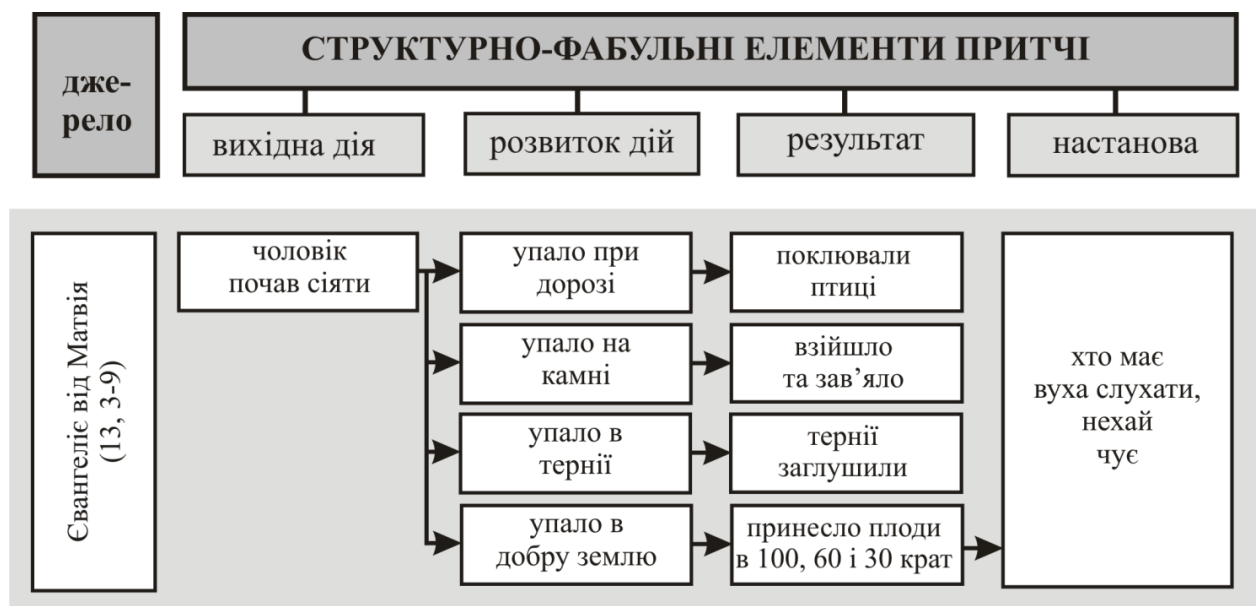 дже-
рело
СТРУКТУРНО-ФАБУЛЬНІ ЕЛЕМЕНТИ ПРИТЧІ
вихідна дія
розвиток дій
результат
настанова
Євангеліє від Матвія
(13, 3-9)
чоловік
почав сіяти
упало при
дорозі
поклювали
птиці
упало на
камні
взійшло
та зав’яло
упало в
тернії
тернії
заглушили
упало в
добру землю
принесло плоди
в 100, 60 і 30 крат
хто має
вуха слухати,
нехай
чує